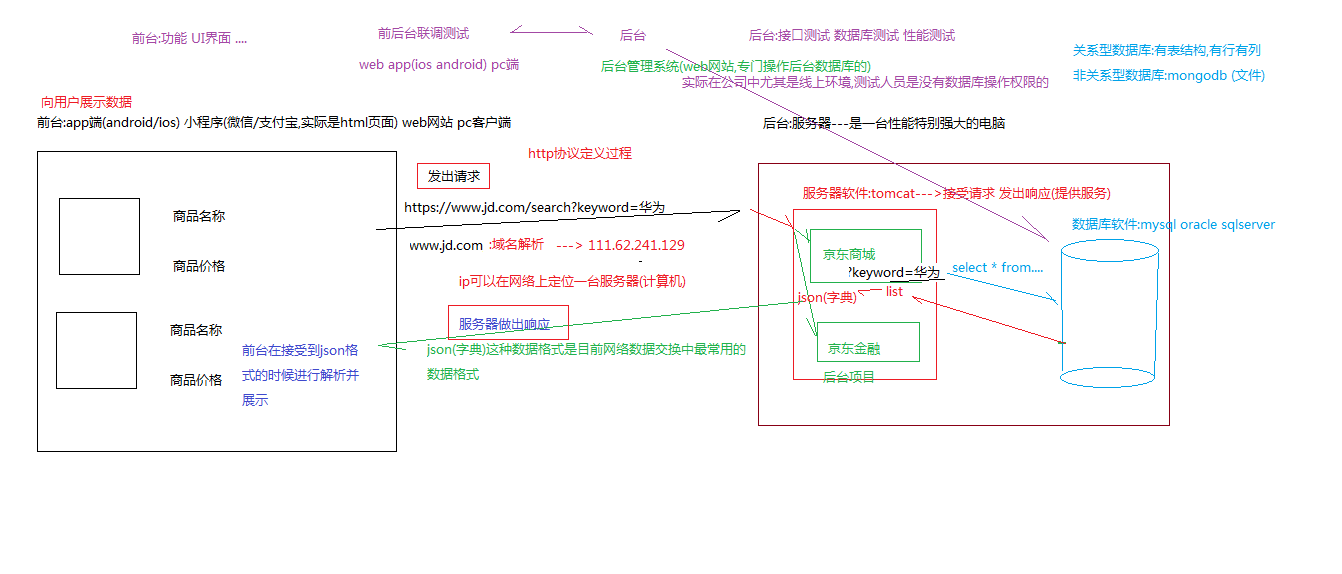 前台:功能 UI界面 ....
前后台联调测试
后台
后台:接口测试 数据库测试 性能测试
web app(ios android) pc端
后台管理系统(web网站,专门操作后台数据库的)
实际在公司中尤其是线上环境,测试人员是没有数据库操作权限的
关系型数据库:有表结构,有行有列
非关系型数据库:mongodb (文件)
向用户展示数据
前台:app端(android/ios) 小程序(微信/支付宝,实际是html页面) web网站 pc客户端
后台:服务器---是一台性能特别强大的电脑
http协议定义过程
发出请求
https://www.jd.com/search?keyword=华为
www.jd.com :域名解析 ---> 111.62.241.129
ip可以在网络上定位一台服务器(计算机)
服务器做出响应
json(字典)这种数据格式是目前网络数据交换中最常用的
数据格式
商品名称
商品价格
商品名称
商品价格
前台在接受到json格
式的时候进行解析并
展示
服务器软件:tomcat--->接受请求 发出响应(提供服务)
数据库软件:mysql oracle sqlserver
京东商城
?keyword=华为
select * from....
json(字典)
list
京东金融
后台项目